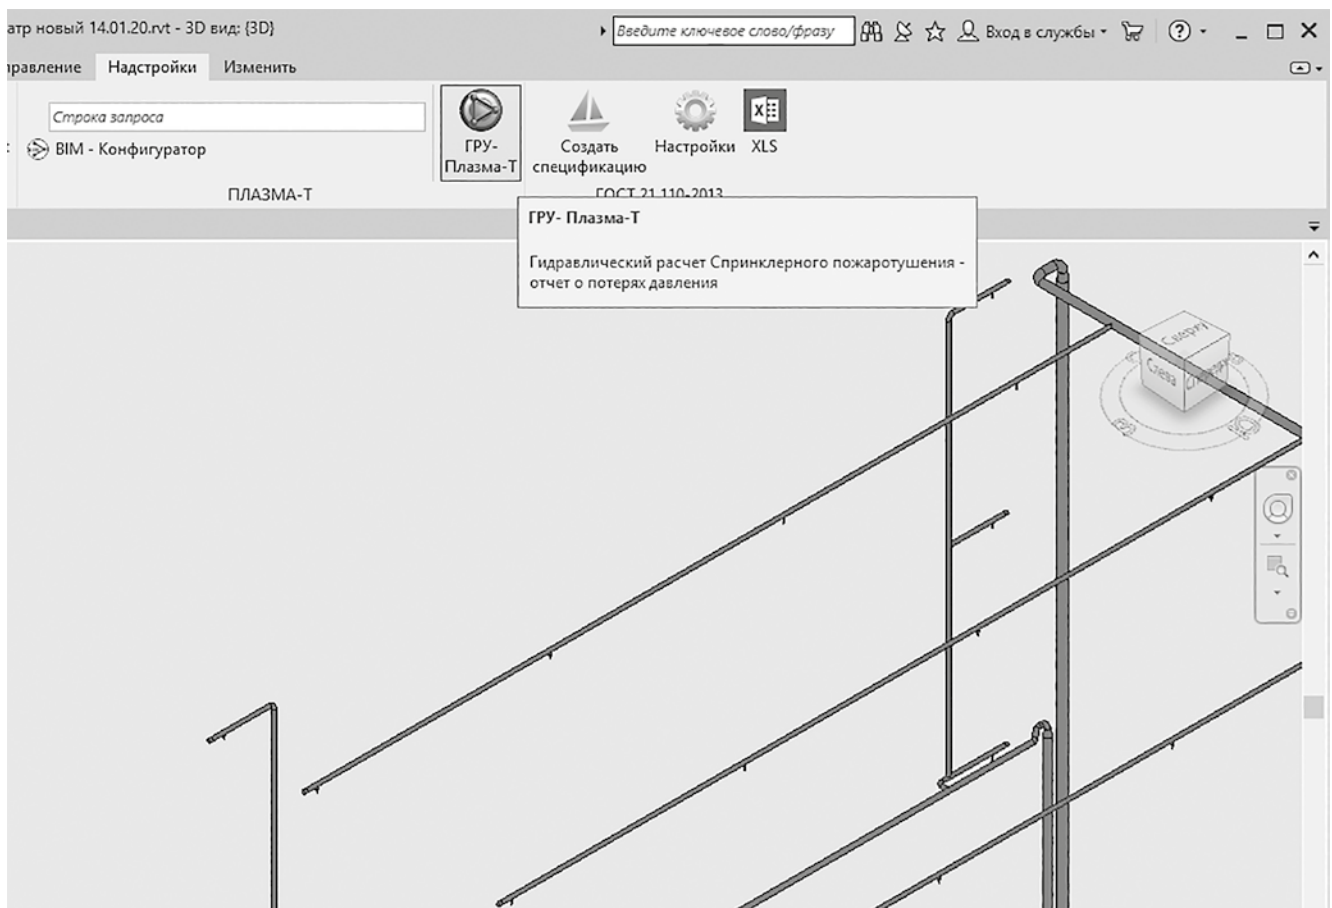 атр новый 14.01.20.rvt - 3D вид: {3D}
Введите ключевое слово/фразу
Вход в службы
равление Надстройки Изменить
Строка запроса
BIM - Конфигуратор
ГРУ-
Плазма-Т
Создать
спецификацию
Настройки
XLS
ПЛАЗМА-Т
ГОСТ 21.110-2013
ГРУ- Плазма-Т
Гидравлический расчет Спринклерного пожаротушения -
отчет о потерях давления
Сверху
Слева